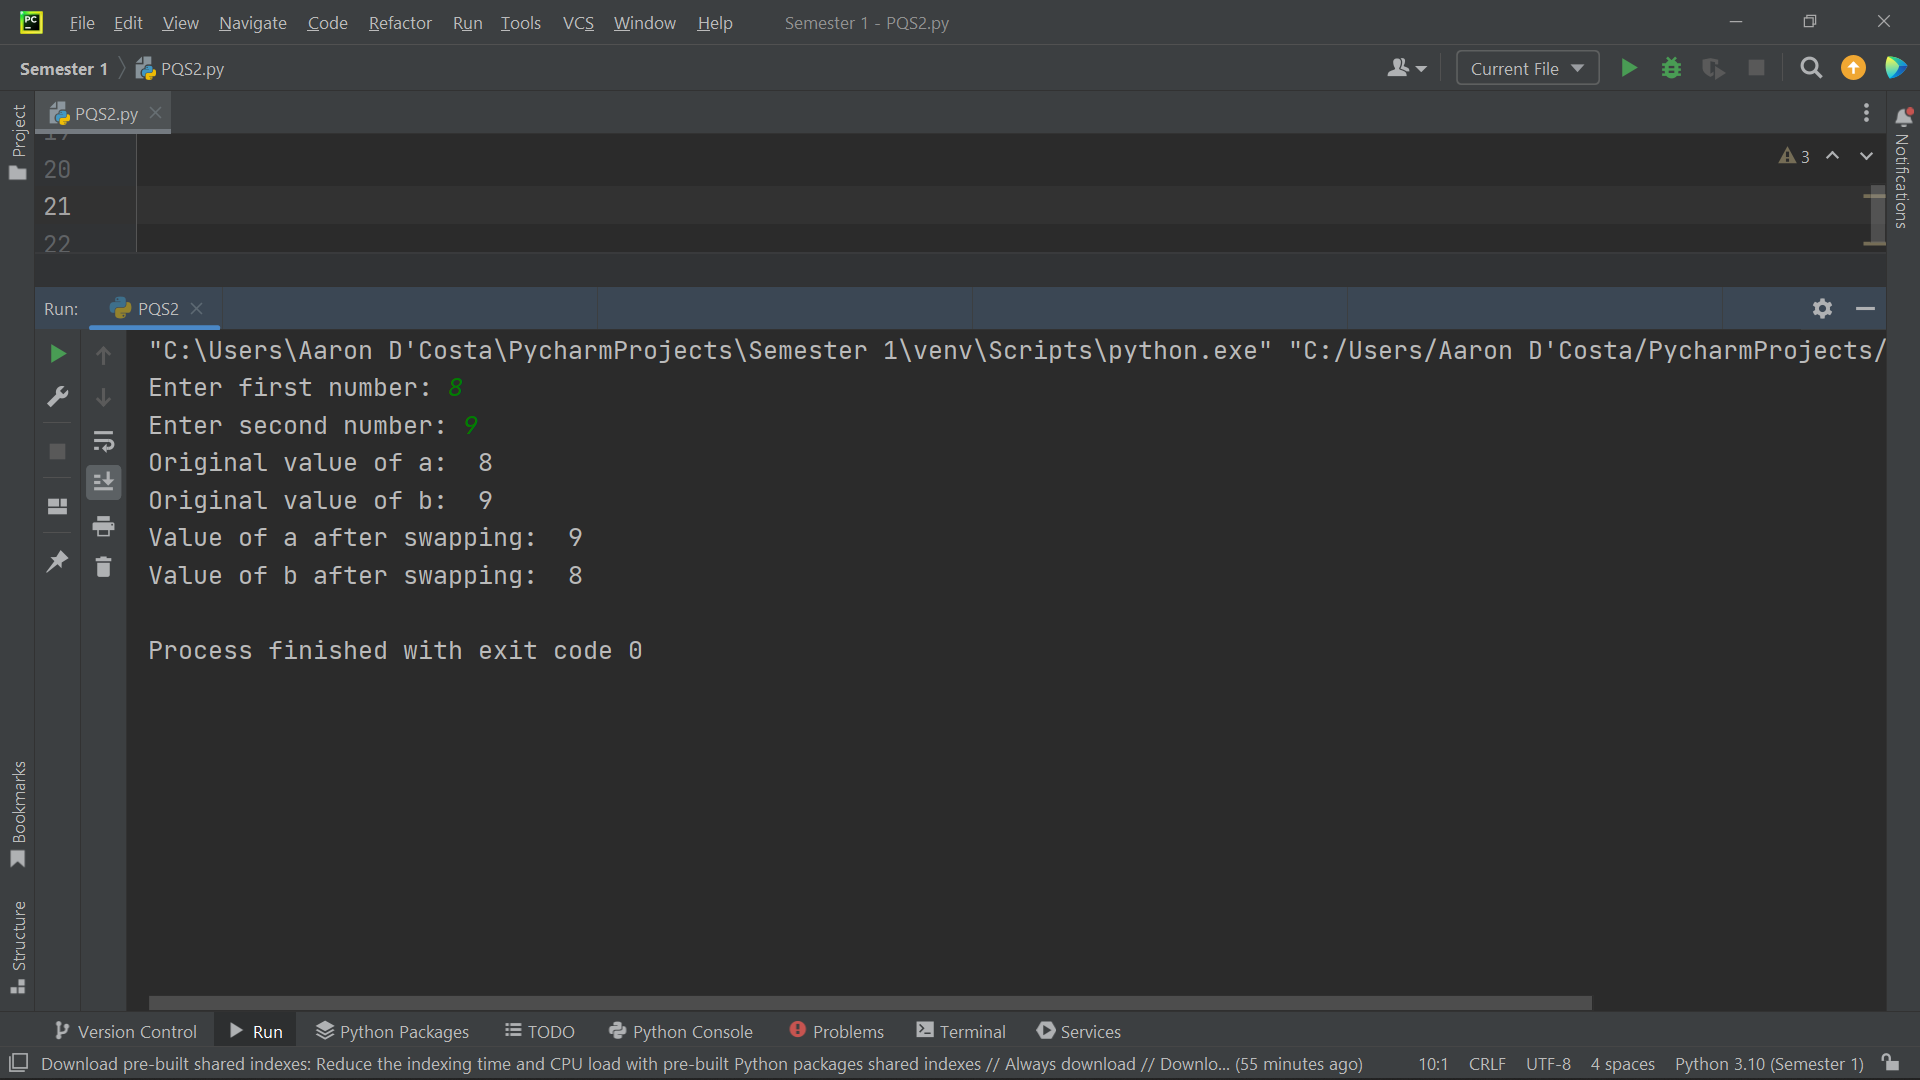 PC File Edit View Navigate Code Refactor Run Tools VCS Window Help Semester 1 - PQS2.py
Semester 1 PQS2.py Current File
Project
PQS2.py
20
3
21
22
Notifications
Run: PQS2
"C:\Users\Aaron D'Costa\PycharmProjects\Semester 1\venv\Scripts\python.exe" "C:/Users/Aaron D'Costa/PycharmProjects/
Enter first number: 8
Enter second number: 9
Original value of a:  8
Original value of b:  9
Value of a after swapping:  9
Value of b after swapping:  8
Process finished with exit code 0
Bookmarks
Structure
Version Control Run Python Packages TODO Python Console Problems Terminal Services
Download pre-built shared indexes: Reduce the indexing time and CPU load with pre-built Python packages shared indexes // Always download // Downlo... (55 minutes ago) 10:1 CRLF UTF-8 4 spaces Python 3.10 (Semester 1)